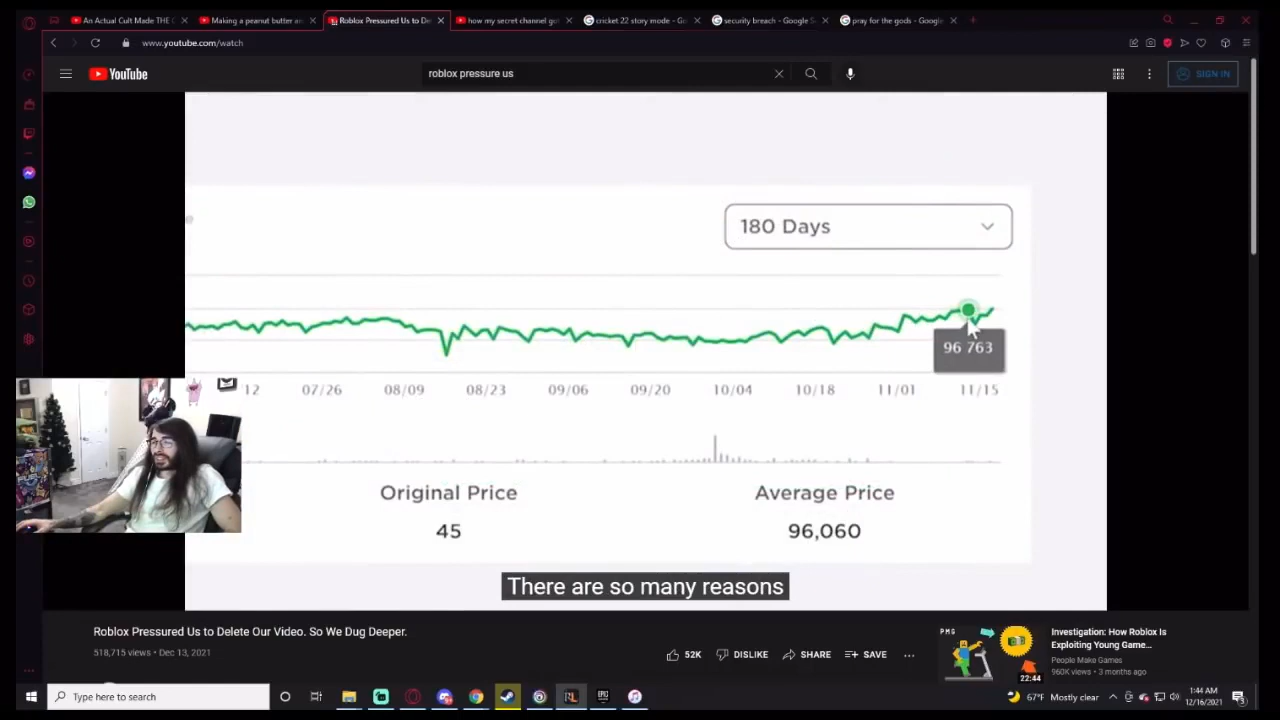 An Actual Cult Made THE C
Making a peanut butter an
Roblox Pressured Us to De
how my secret channel go
cricket 22 story mode - Go
security breach - Google S
pray for the gods - Google
www.youtube.com/watch
YouTube
roblox pressure us
SIGN IN
180 Days
96 763
12 07/26 08/09 08/23 09/06 09/20 10/04 10/18 11/01 11/15
Original Price
Average Price
45
96,060
There are so many reasons
Roblox Pressured Us to Delete Our Video. So We Dug Deeper.
518,715 views • Dec 13, 2021
52K
DISLIKE
SHARE
SAVE
PMG
22:44
Investigation: How Roblox Is
Exploiting Young Game...
People Make Games
960K views • 3 months ago
Type here to search
67°F Mostly clear
1:44 AM
12/16/2021
3